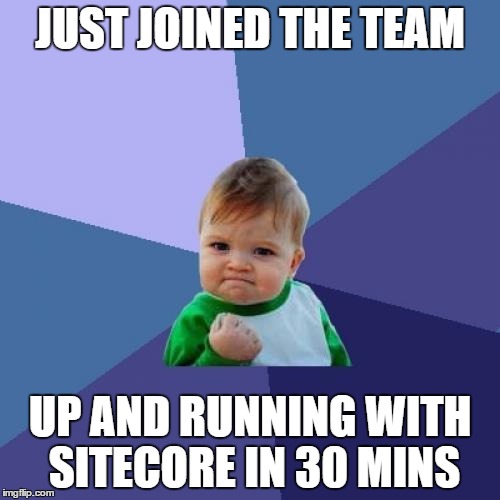 JUST JOINED THE TEAM
UP AND RUNNING WITH
SITECORE IN 30 MINS
imgflip.com